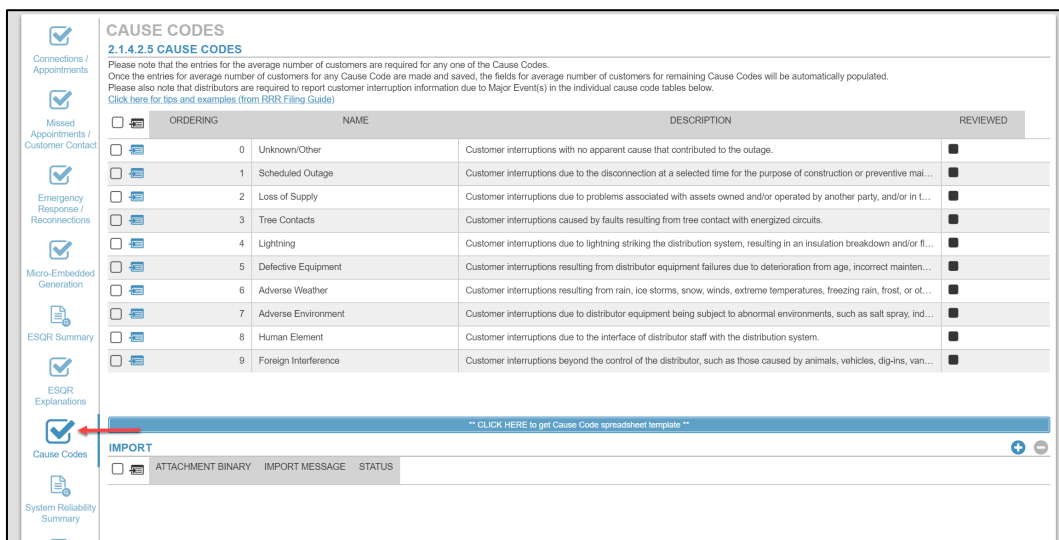 Connections /
Appointments
Missed
Appointments /
Customer Contact
Emergency
Response /
Reconnections
Micro-Embedded
Generation
ESQR Summary
ESQR
Explanations
Cause Codes
System Reliability
Summary
CAUSE CODES
2.1.4.2.5 CAUSE CODES
Please note that the entries for the average number of customers are required for any one of the Cause Codes.
Once the entries for average number of customers for any Cause Code are made and saved, the fields for average number of customers for remaining Cause Codes will be automatically populated.
Please also note that distributors are required to report customer interruption information due to Major Event(s) in the individual cause code tables below.
Click here for tips and examples (from RRR Filing Guide)
ORDERING NAME DESCRIPTION REVIEWED
0 Unknown/Other Customer interruptions with no apparent cause that contributed to the outage.
1 Scheduled Outage Customer interruptions due to the disconnection at a selected time for the purpose of construction or preventive mai...
2 Loss of Supply Customer interruptions due to problems associated with assets owned and/or operated by another party, and/or in t...
3 Tree Contacts Customer interruptions caused by faults resulting from tree contact with energized circuits.
4 Lightning Customer interruptions due to lightning striking the distribution system, resulting in an insulation breakdown and/or fl...
5 Defective Equipment Customer interruptions resulting from distributor equipment failures due to deterioration from age, incorrect mainten...
6 Adverse Weather Customer interruptions resulting from rain, ice storms, snow, winds, extreme temperatures, freezing rain, frost, or ot...
7 Adverse Environment Customer interruptions due to distributor equipment being subject to abnormal environments, such as salt spray, ind...
8 Human Element Customer interruptions due to the interface of distributor staff with the distribution system.
9 Foreign Interference Customer interruptions beyond the control of the distributor, such as those caused by animals, vehicles, dig-ins, van...
** CLICK HERE to get Cause Code spreadsheet template **
IMPORT
ATTACHMENT BINARY IMPORT MESSAGE STATUS